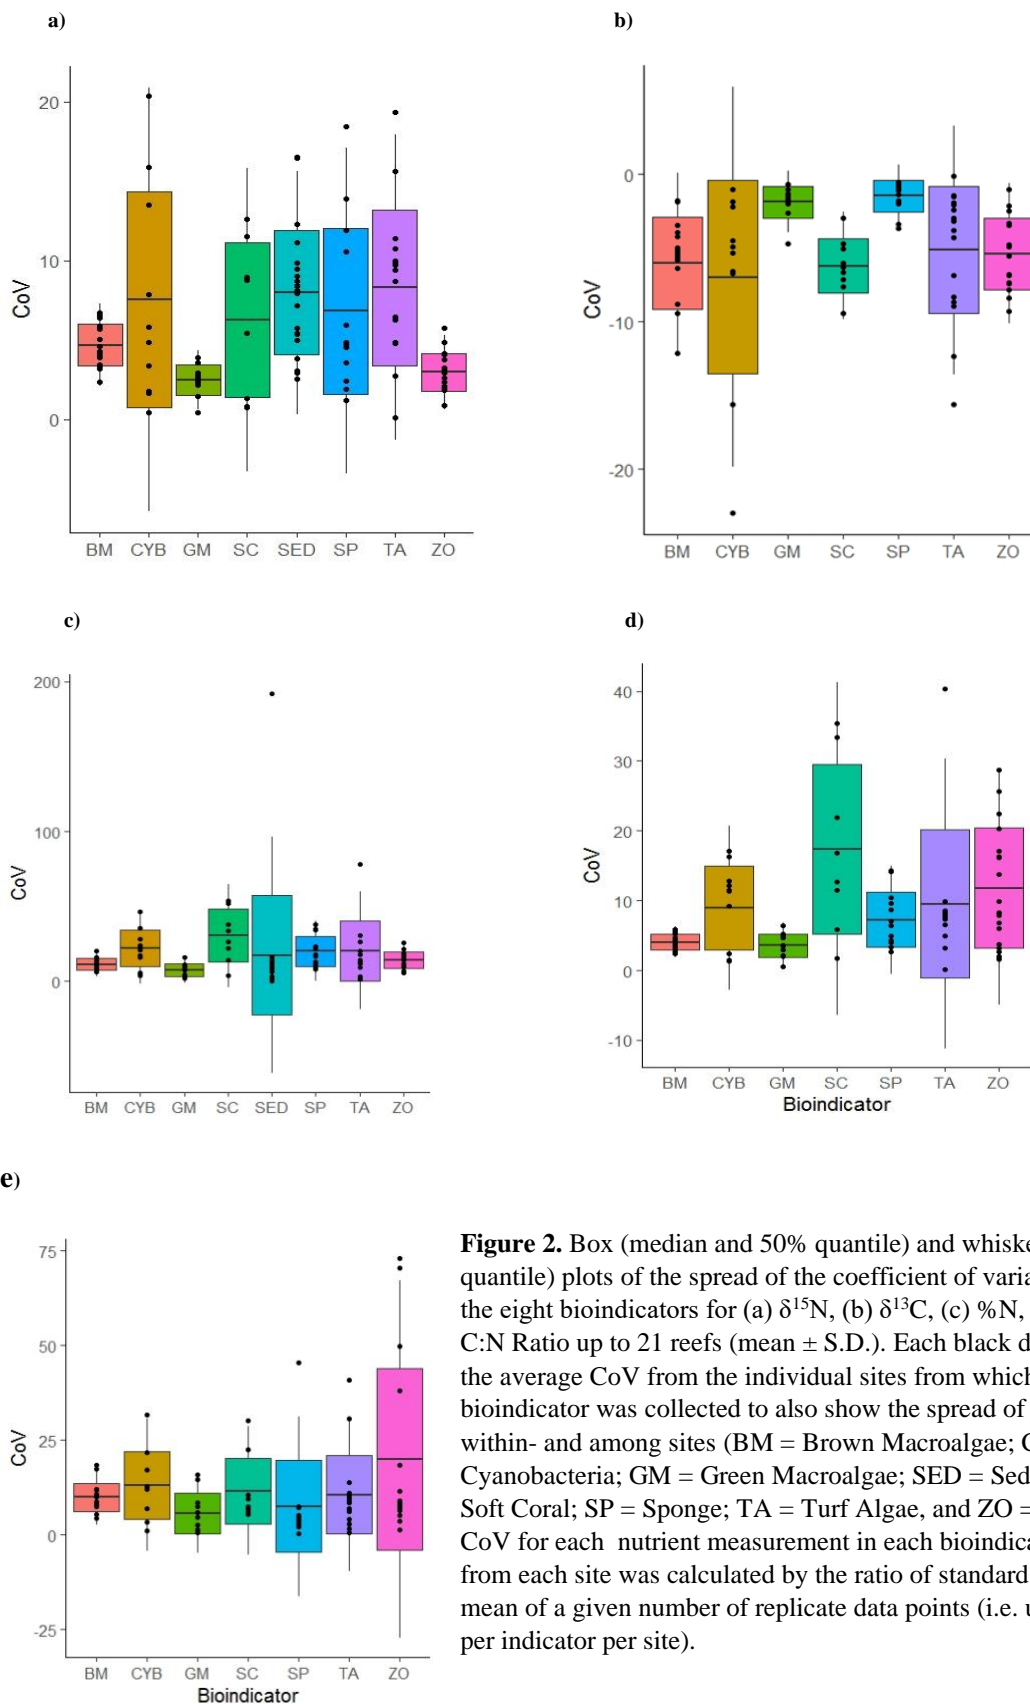 a)
20
10
0
CoV
BM CYB GM SC SED SP TA ZO
b)
0
-10
-20
CoV
BM CYB GM SC SP TA ZO
c)
200
100
0
CoV
BM CYB GM SC SED SP TA ZO
d)
40
30
20
10
0
-10
CoV
BM CYB GM SC SP TA ZO
Bioindicator
e)
75
50
25
0
-25
CoV
BM CYB GM SC SP TA ZO
Bioindicator
Figure 2. Box (median and 50% quantile) and whiske
quantile) plots of the spread of the coefficient of varia
the eight bioindicators for (a) δ¹⁵N, (b) δ¹³C, (c) %N,
C:N Ratio up to 21 reefs (mean ± S.D.). Each black d
the average CoV from the individual sites from which
bioindicator was collected to also show the spread of
within- and among sites (BM = Brown Macroalgae; C
Cyanobacteria; GM = Green Macroalgae; SED = Sed
Soft Coral; SP = Sponge; TA = Turf Algae, and ZO =
CoV for each nutrient measurement in each bioindica
from each site was calculated by the ratio of standard
mean of a given number of replicate data points (i.e. u
per indicator per site).